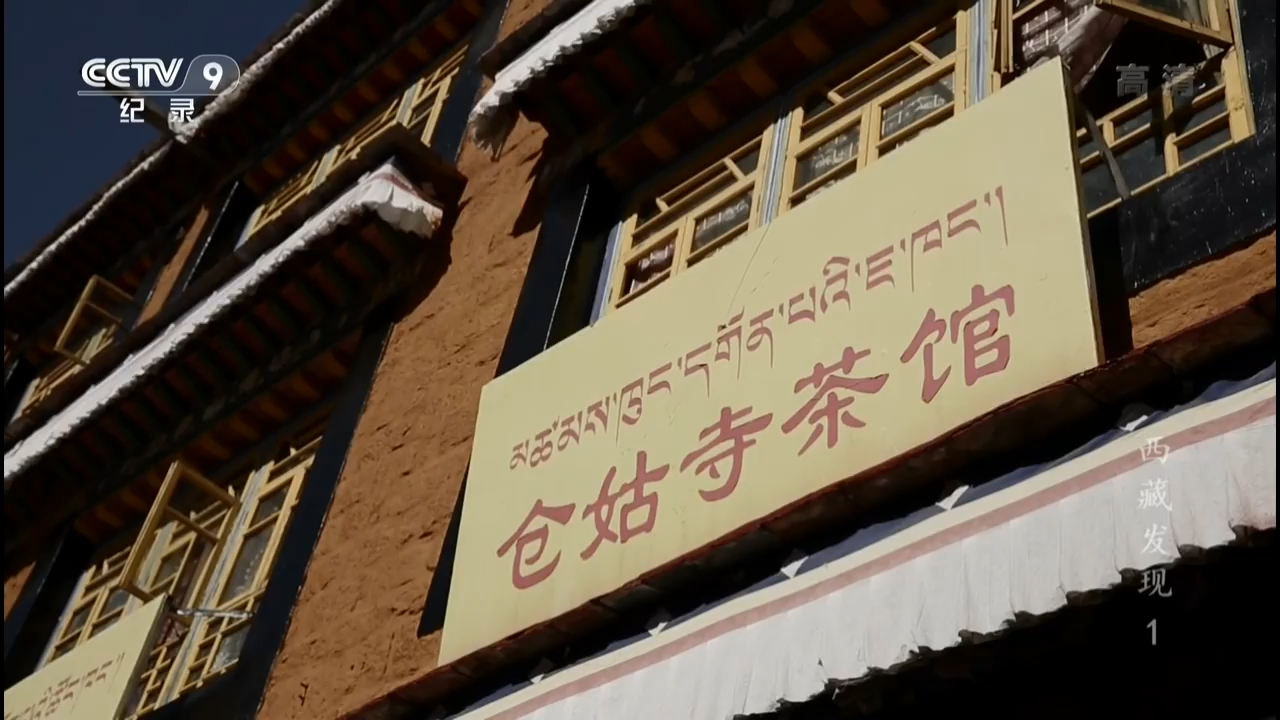 CCTV 9
纪录
高清
མཚམས་ཁུང་དགོན་པའི་ཇ་ཁང་།
仓姑寺茶馆
西藏发现 1